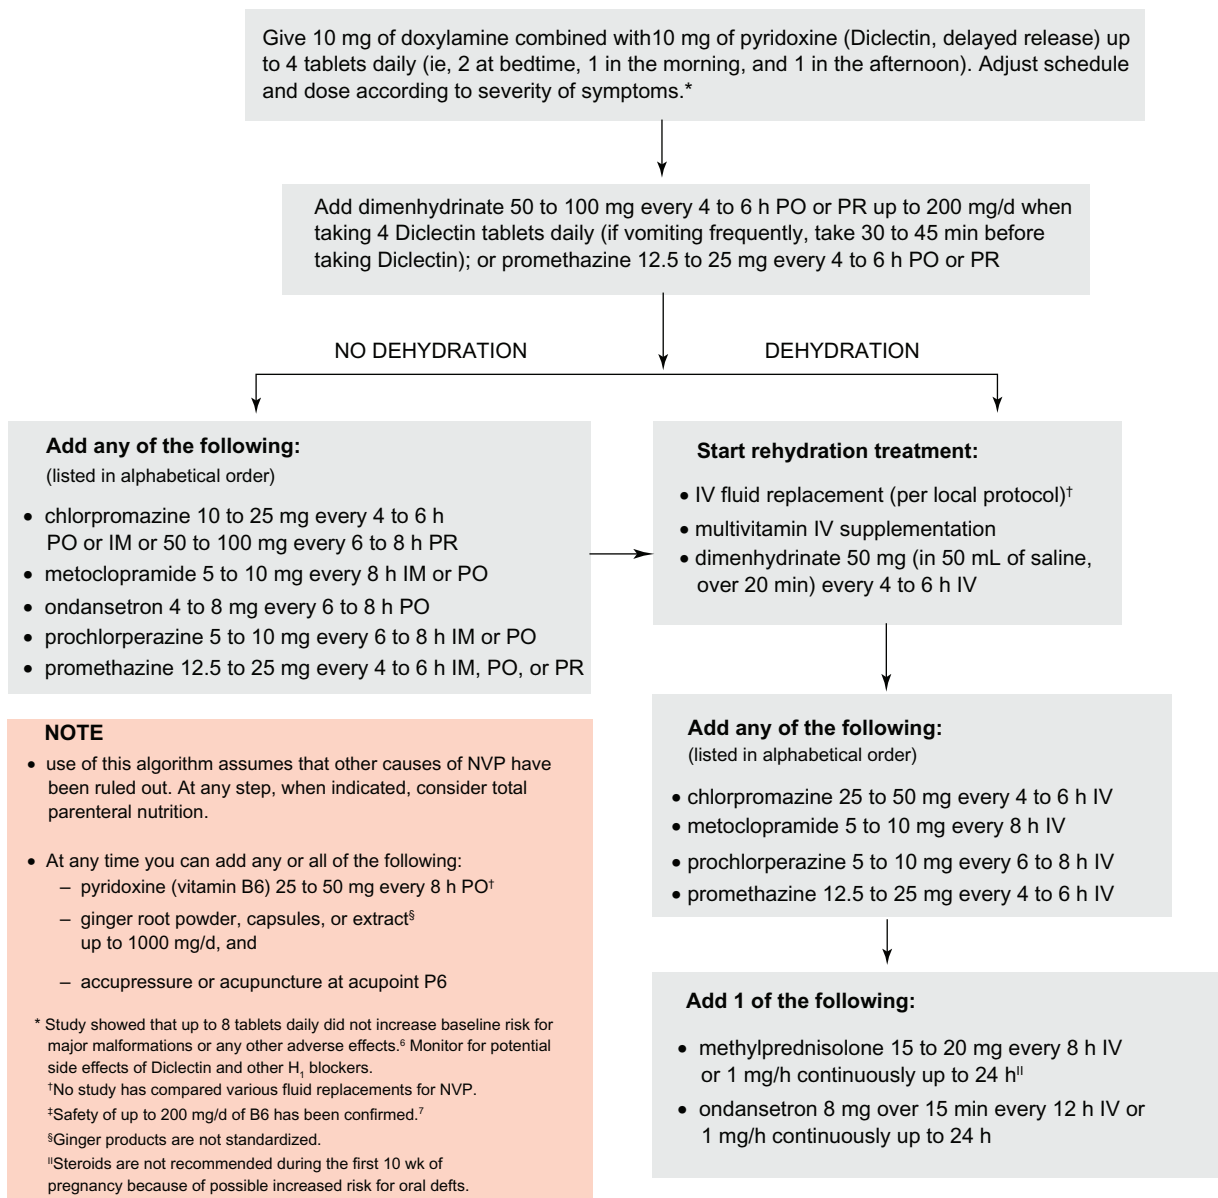 Give 10 mg of doxylamine combined with10 mg of pyridoxine (Diclectin, delayed release) up
to 4 tablets daily (ie, 2 at bedtime, 1 in the morning, and 1 in the afternoon). Adjust schedule
and dose according to severity of symptoms.*
Add dimenhydrinate 50 to 100 mg every 4 to 6 h PO or PR up to 200 mg/d when
taking 4 Diclectin tablets daily (if vomiting frequently, take 30 to 45 min before
taking Diclectin); or promethazine 12.5 to 25 mg every 4 to 6 h PO or PR
NO DEHYDRATION
DEHYDRATION
Add any of the following:
(listed in alphabetical order)
• chlorpromazine 10 to 25 mg every 4 to 6 h
PO or IM or 50 to 100 mg every 6 to 8 h PR
• metoclopramide 5 to 10 mg every 8 h IM or PO
• ondansetron 4 to 8 mg every 6 to 8 h PO
• prochlorperazine 5 to 10 mg every 6 to 8 h IM or PO
• promethazine 12.5 to 25 mg every 4 to 6 h IM, PO, or PR
Start rehydration treatment:
• IV fluid replacement (per local protocol)†
• multivitamin IV supplementation
• dimenhydrinate 50 mg (in 50 mL of saline,
over 20 min) every 4 to 6 h IV
Add any of the following:
(listed in alphabetical order)
• chlorpromazine 25 to 50 mg every 4 to 6 h IV
• metoclopramide 5 to 10 mg every 8 h IV
• prochlorperazine 5 to 10 mg every 6 to 8 h IV
• promethazine 12.5 to 25 mg every 4 to 6 h IV
Add 1 of the following:
• methylprednisolone 15 to 20 mg every 8 h IV
or 1 mg/h continuously up to 24 h||
• ondansetron 8 mg over 15 min every 12 h IV or
1 mg/h continuously up to 24 h
NOTE
• use of this algorithm assumes that other causes of NVP have
been ruled out. At any step, when indicated, consider total
parenteral nutrition.
• At any time you can add any or all of the following:
– pyridoxine (vitamin B6) 25 to 50 mg every 8 h PO†
– ginger root powder, capsules, or extract§
up to 1000 mg/d, and
– accupressure or acupuncture at acupoint P6
* Study showed that up to 8 tablets daily did not increase baseline risk for
major malformations or any other adverse effects.⁶ Monitor for potential
side effects of Diclectin and other H₁ blockers.
†No study has compared various fluid replacements for NVP.
‡Safety of up to 200 mg/d of B6 has been confirmed.⁷
§Ginger products are not standardized.
||Steroids are not recommended during the first 10 wk of
pregnancy because of possible increased risk for oral defts.